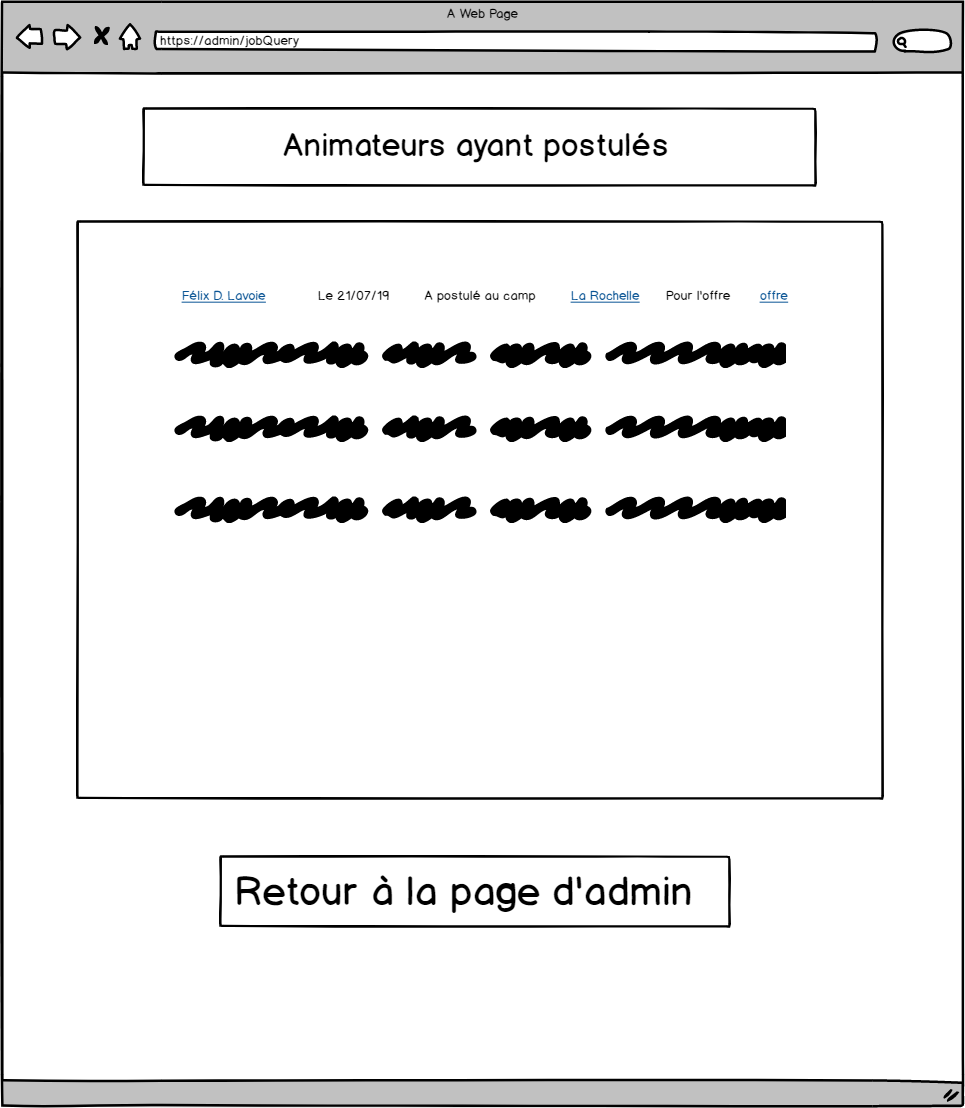 A Web Page
https://admin/jobQuery
Animateurs ayant postulés
Félix D. Lavoie Le 21/07/19 A postulé au camp La Rochelle Pour l'offre offre
Retour à la page d'admin